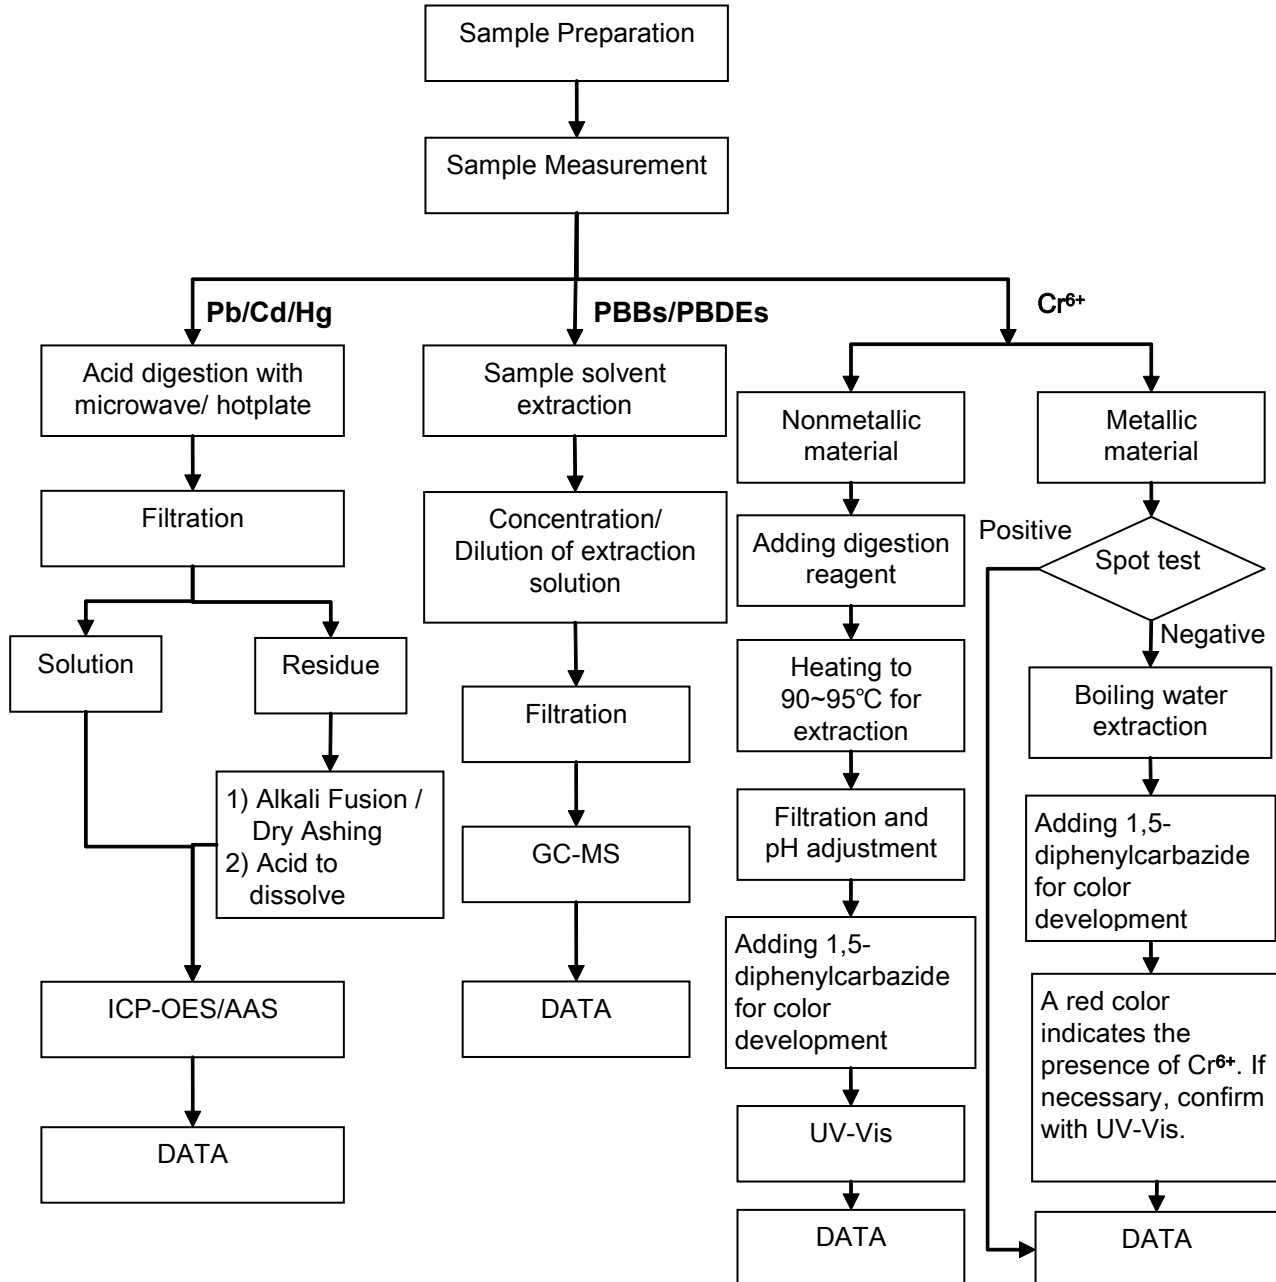 Sample Preparation
Sample Measurement
Pb/Cd/Hg
PBBs/PBDEs
Cr⁶⁺
Acid digestion with
microwave/ hotplate
Filtration
Solution
Residue
1) Alkali Fusion /
Dry Ashing
2) Acid to
dissolve
ICP-OES/AAS
DATA
Sample solvent
extraction
Concentration/
Dilution of extraction
solution
Filtration
GC-MS
DATA
Nonmetallic
material
Adding digestion
reagent
Heating to
90~95℃ for
extraction
Filtration and
pH adjustment
Adding 1,5-
diphenylcarbazide
for color
development
UV-Vis
DATA
Metallic
material
Positive
Spot test
Negative
Boiling water
extraction
Adding 1,5-
diphenylcarbazide
for color
development
A red color
indicates the
presence of Cr⁶⁺. If
necessary, confirm
with UV-Vis.
DATA